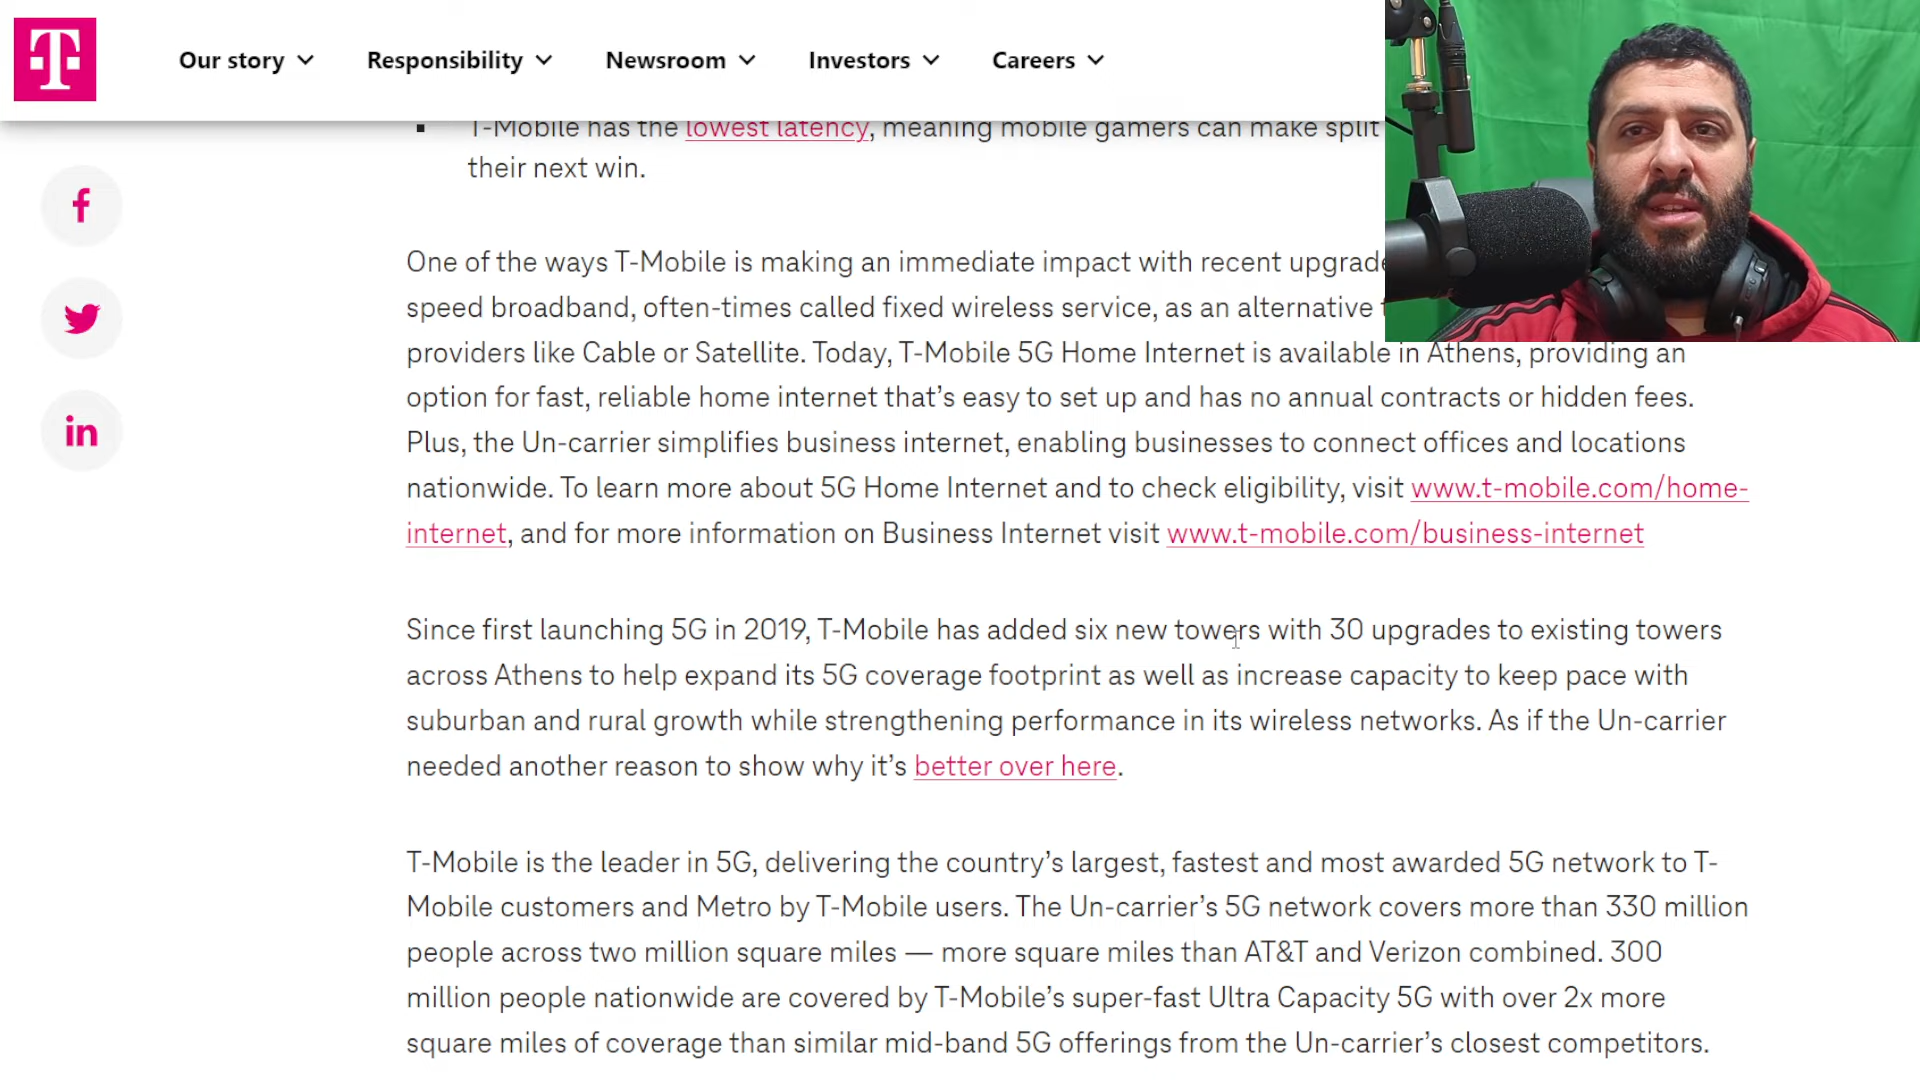 Our story
Responsibility
Newsroom
Investors
Careers
T-Mobile has the lowest latency, meaning mobile gamers can make split
their next win.
One of the ways T-Mobile is making an immediate impact with recent
speed broadband, often-times called fixed wireless service, as an alternative
providers like Cable or Satellite. Today, T-Mobile 5G Home Internet is available in Athens, providing an
option for fast, reliable home internet that’s easy to set up and has no annual contracts or hidden fees.
Plus, the Un-carrier simplifies business internet, enabling businesses to connect offices and locations
nationwide. To learn more about 5G Home Internet and to check eligibility, visit www.t-mobile.com/home-
internet, and for more information on Business Internet visit www.t-mobile.com/business-internet
Since first launching 5G in 2019, T-Mobile has added six new towers with 30 upgrades to existing towers
across Athens to help expand its 5G coverage footprint as well as increase capacity to keep pace with
suburban and rural growth while strengthening performance in its wireless networks. As if the Un-carrier
needed another reason to show why it’s better over here.
T-Mobile is the leader in 5G, delivering the country’s largest, fastest and most awarded 5G network to T-
Mobile customers and Metro by T-Mobile users. The Un-carrier’s 5G network covers more than 330 million
people across two million square miles — more square miles than AT&T and Verizon combined. 300
million people nationwide are covered by T-Mobile’s super-fast Ultra Capacity 5G with over 2x more
square miles of coverage than similar mid-band 5G offerings from the Un-carrier’s closest competitors.